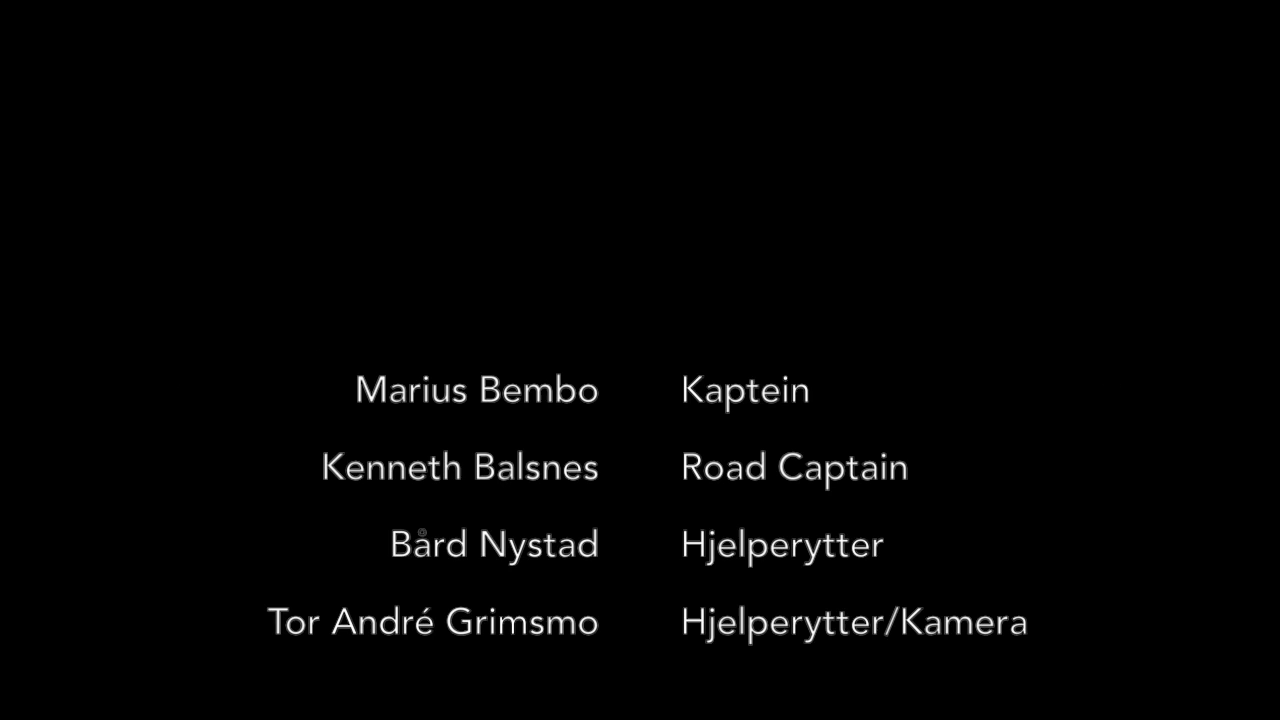 Marius Bembo Kaptein
Kenneth Balsnes Road Captain
Bård Nystad Hjelperytter
Tor André Grimsmo Hjelperytter/Kamera